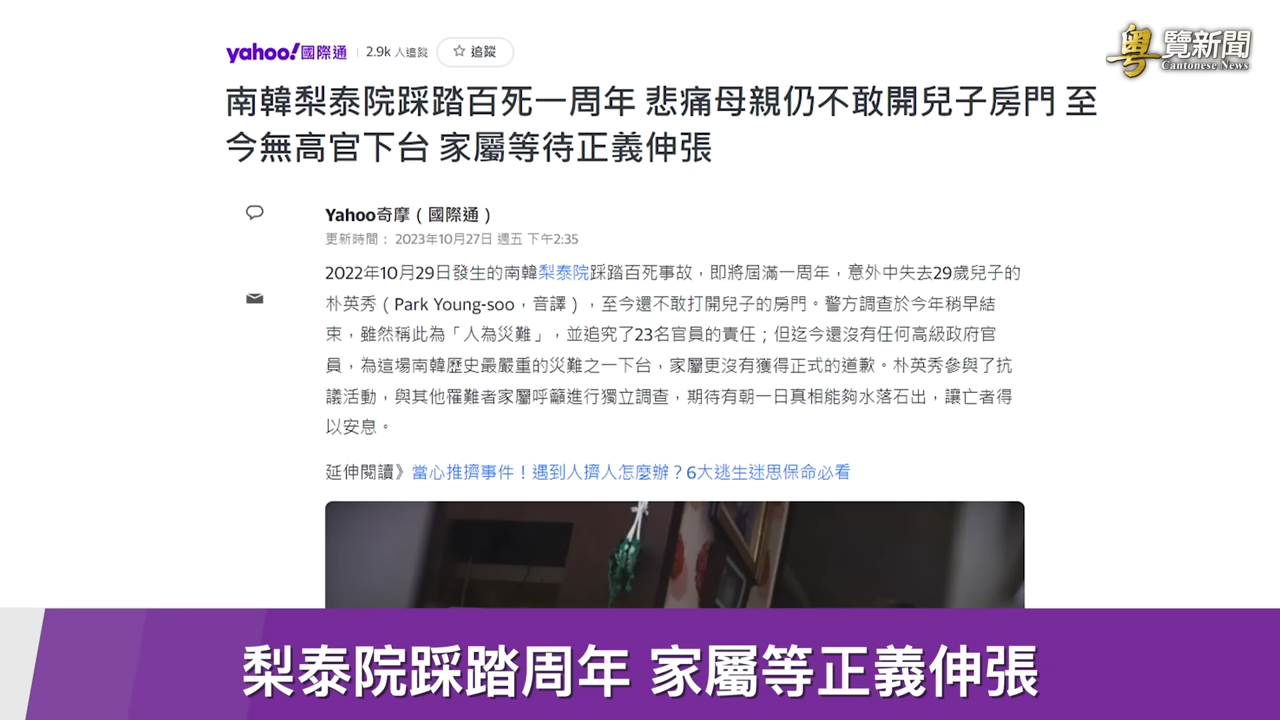 yahoo!國際通 2.9k 人追蹤 追蹤
粵覽新聞
Cantonese News
南韓梨泰院踩踏百死一周年 悲痛母親仍不敢開兒子房門 至
今無高官下台 家屬等待正義伸張
Yahoo奇摩（國際通）
更新時間： 2023年10月27日 週五 下午2:35
2022年10月29日發生的南韓梨泰院踩踏百死事故，即將屆滿一周年，意外中失去29歲兒子的
朴英秀（Park Young-soo，音譯），至今還不敢打開兒子的房門。警方調查於今年稍早結
束，雖然稱此為「人為災難」，並追究了23名官員的責任；但迄今還沒有任何高級政府官
員，為這場南韓歷史最嚴重的災難之一下台，家屬更沒有獲得正式的道歉。朴英秀參與了抗
議活動，與其他罹難者家屬呼籲進行獨立調查，期待有朝一日真相能夠水落石出，讓亡者得
以安息。
延伸閱讀》當心推擠事件！遇到人擠人怎麼辦？6大逃生迷思保命必看
梨泰院踩踏周年 家屬等正義伸張